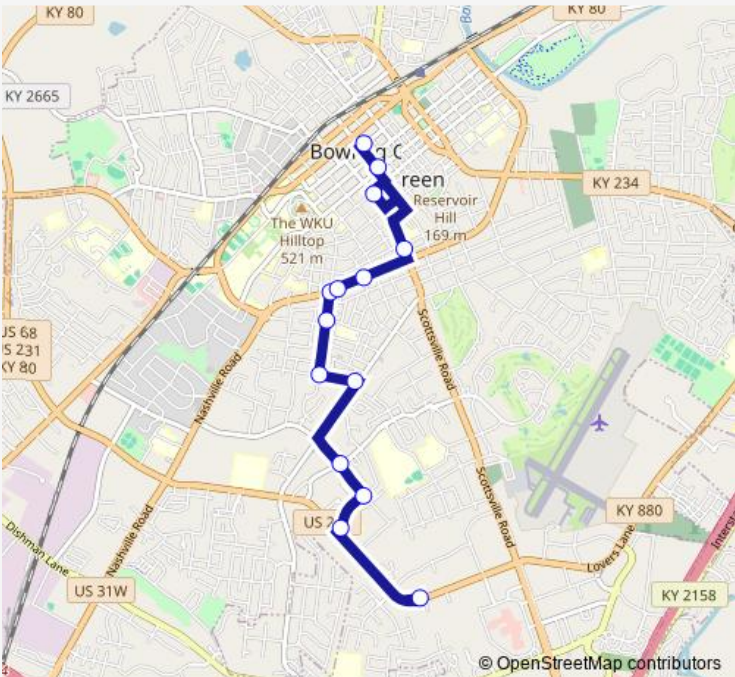 KY 80
KY 80
KY 2665
Bow
g C
reen
Reservoir
Hill
169 m
KY 234
The WKU
Hilltop
521 m
US 68
US 231
KY 80
Nashville Road
Scottsville Road
Scottsville Road
US 2
KY 880
Lovers Lane
Nashville Road
Dishman Lane
US 31W
KY 2158
© OpenStreetMap contributors